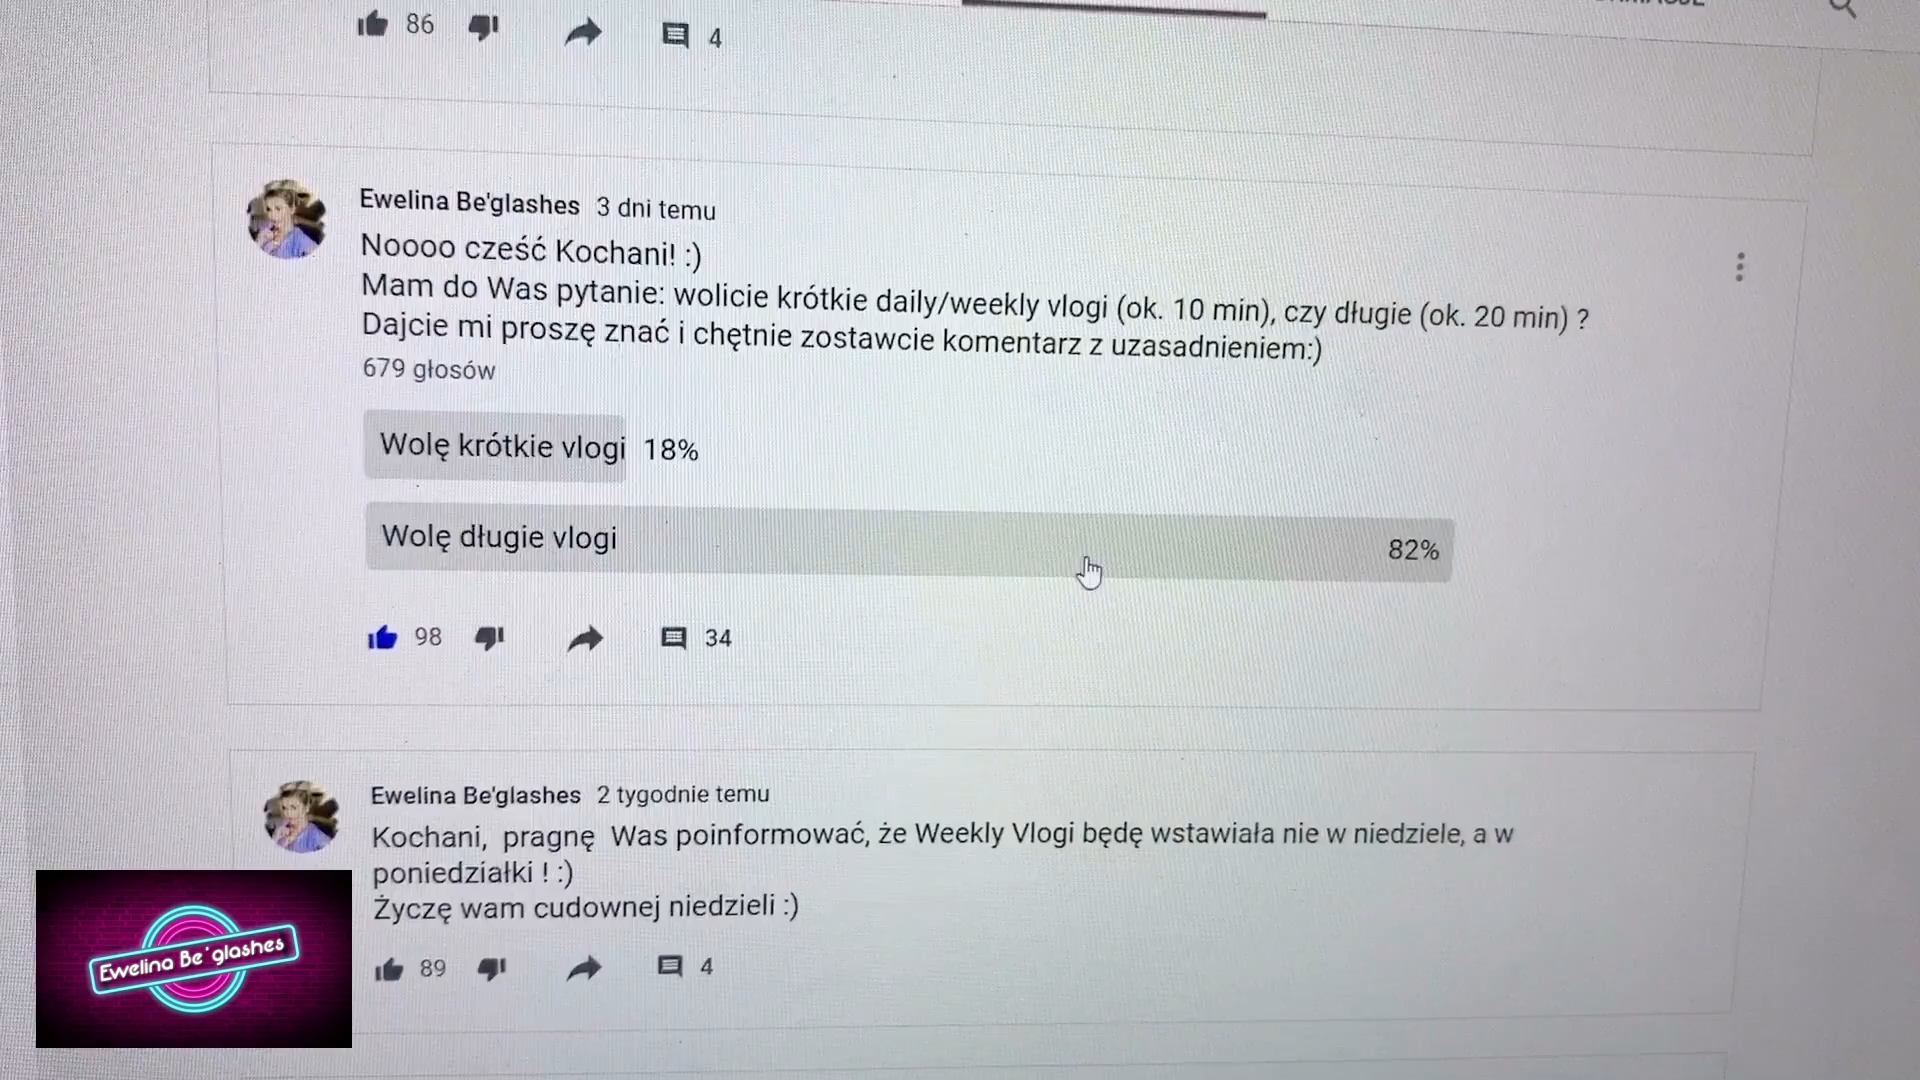 86
4
Ewelina Be'glashes 3 dni temu
Noooo cześć Kochani! :)
Mam do Was pytanie: wolicie krótkie daily/weekly vlogi (ok. 10 min), czy długie (ok. 20 min) ?
Dajcie mi proszę znać i chętnie zostawcie komentarz z uzasadnieniem:)
679 głosów
Wolę krótkie vlogi 18%
Wolę długie vlogi 82%
98
34
Ewelina Be'glashes 2 tygodnie temu
Kochani, pragnę Was poinformować, że Weekly Vlogi będę wstawiała nie w niedziele, a w
poniedziałki ! :)
Życzę wam cudownej niedzieli :)
89
4
Ewelina Be'glashes